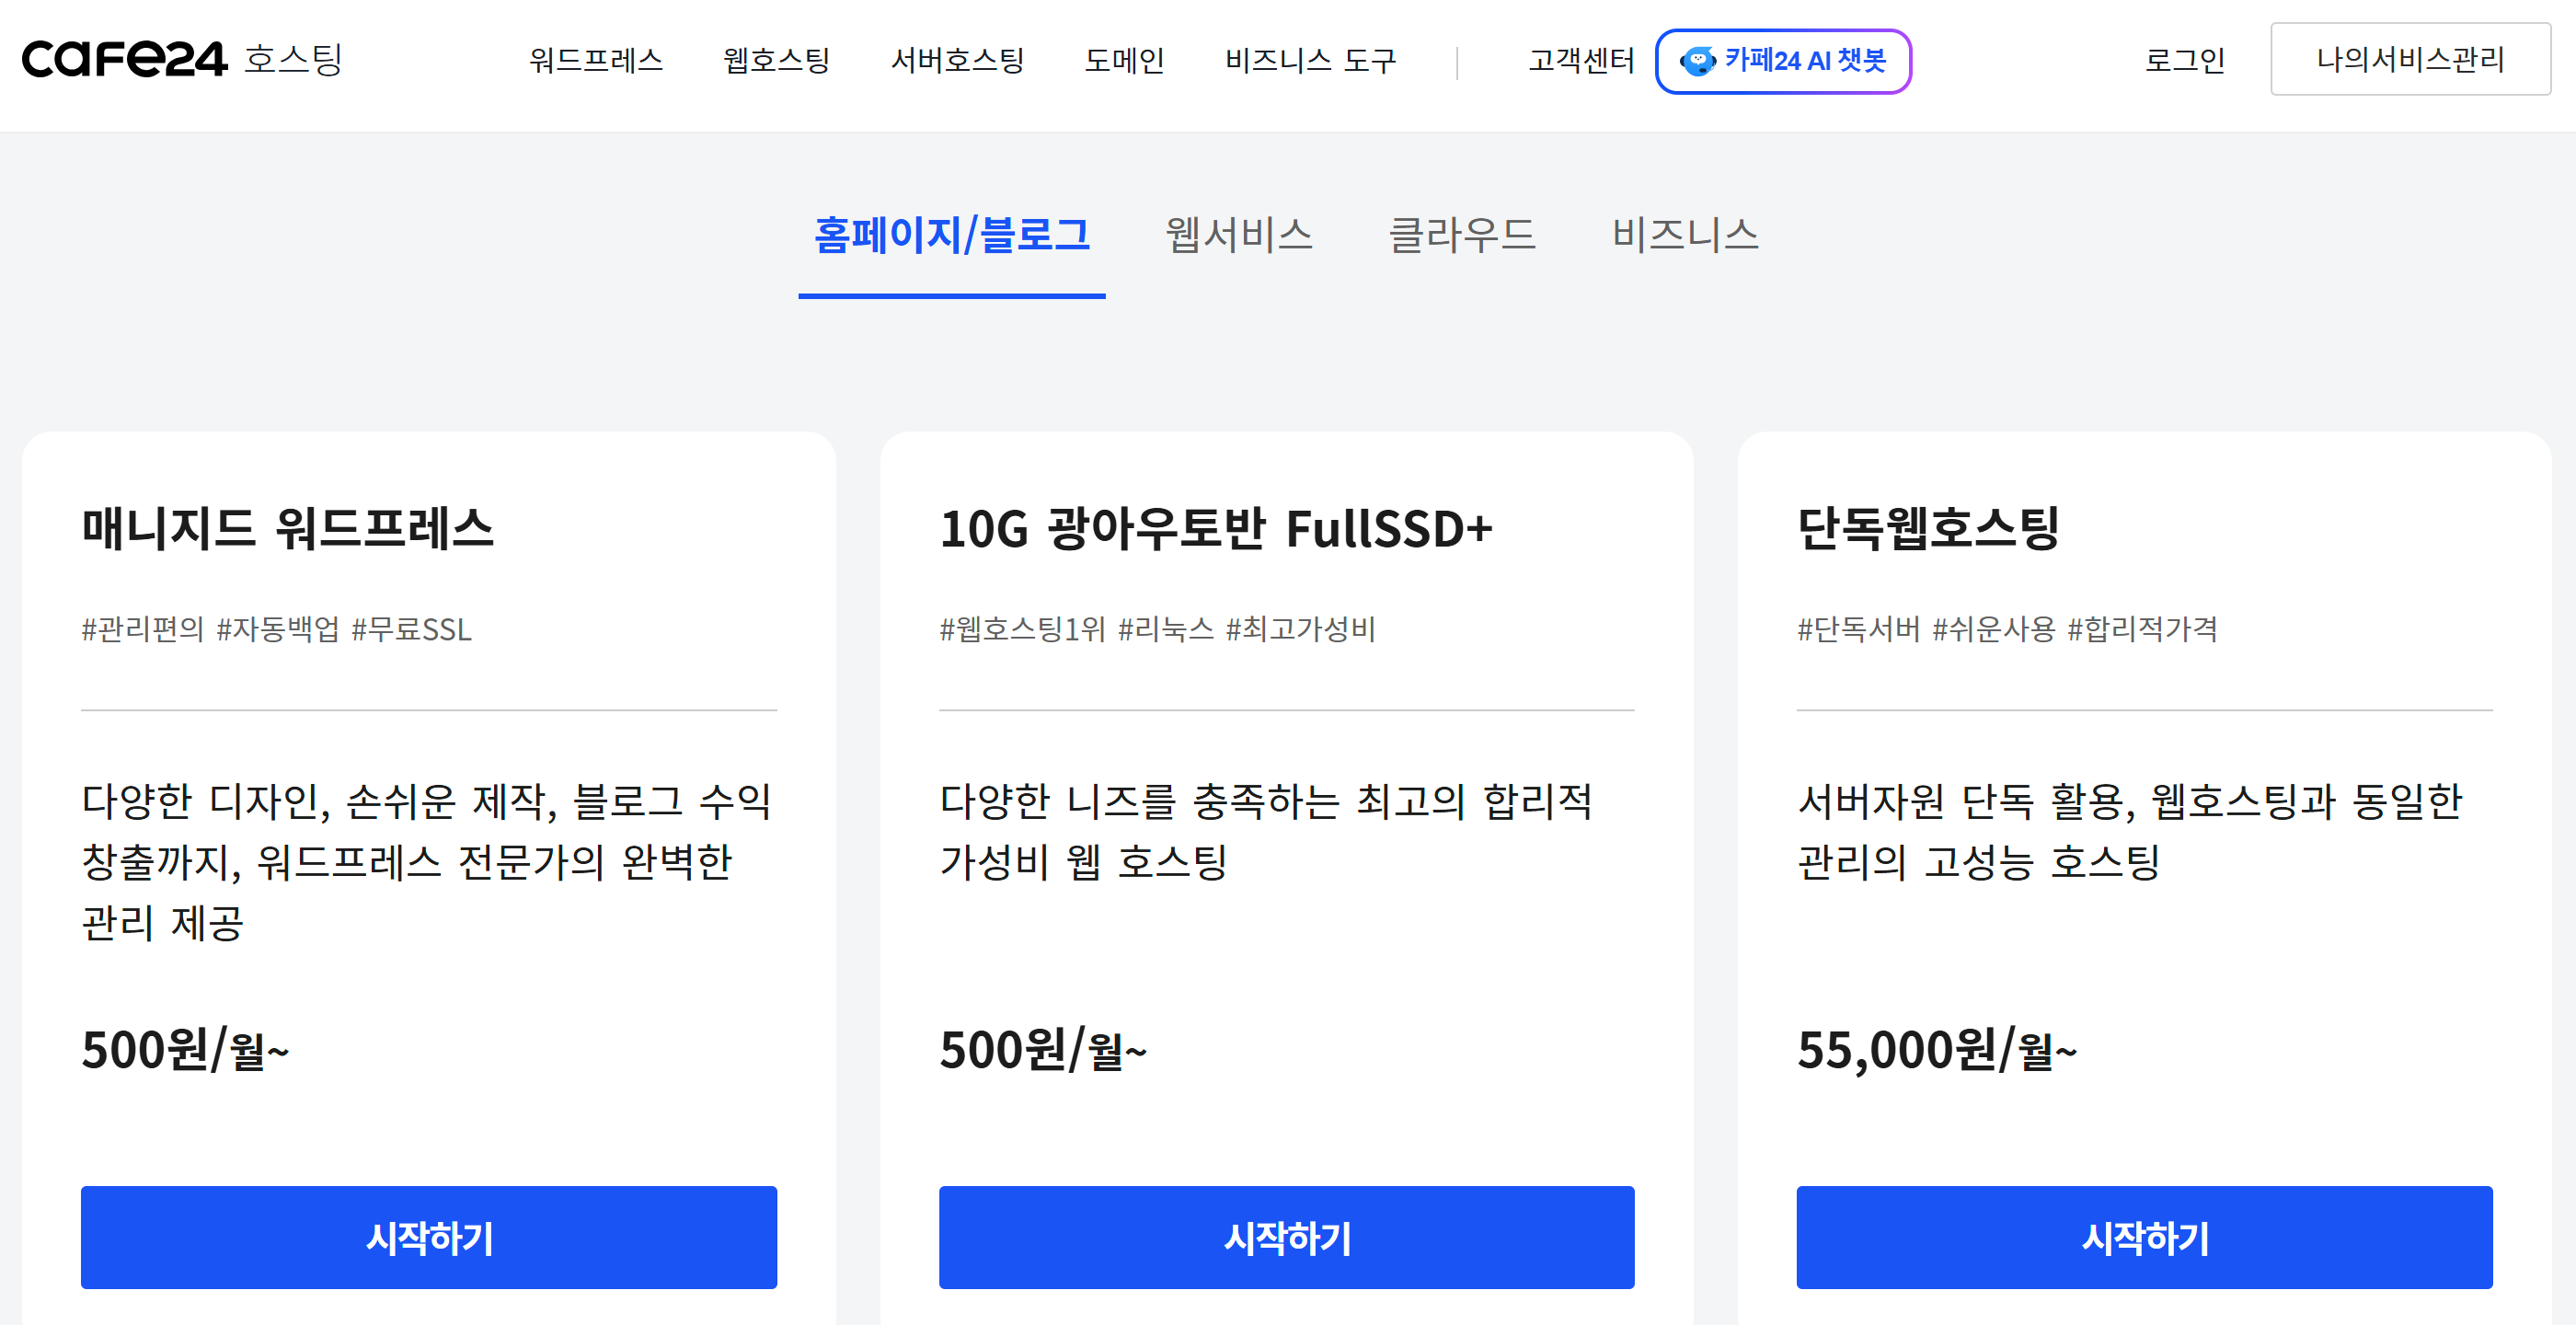 cafe24 호스팅 워드프레스 웹호스팅 서버호스팅 도메인 비즈니스 도구 고객센터 카페24 AI 챗봇 로그인 나의서비스관리
홈페이지/블로그 웹서비스 클라우드 비즈니스
매니지드 워드프레스
#관리편의 #자동백업 #무료SSL
다양한 디자인, 손쉬운 제작, 블로그 수익
창출까지, 워드프레스 전문가의 완벽한
관리 제공
500원/월~
시작하기
10G 광아우토반 FullSSD+
#웹호스팅1위 #리눅스 #최고가성비
다양한 니즈를 충족하는 최고의 합리적
가성비 웹 호스팅
500원/월~
시작하기
단독웹호스팅
#단독서버 #쉬운사용 #합리적가격
서버자원 단독 활용, 웹호스팅과 동일한
관리의 고성능 호스팅
55,000원/월~
시작하기